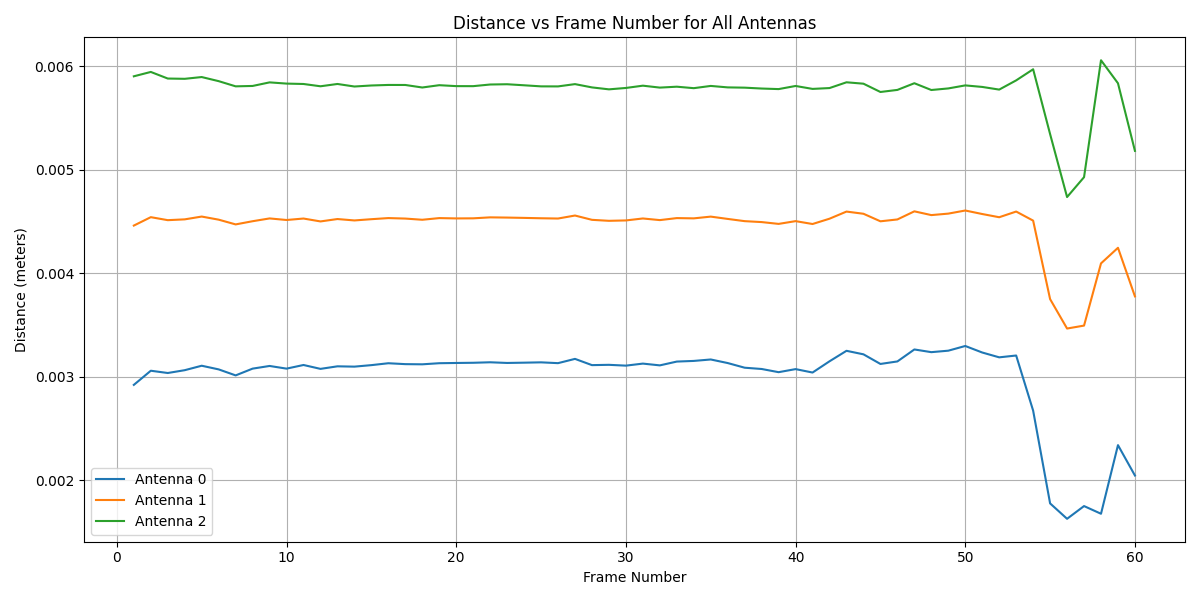 Distance vs Frame Number for All Antennas
Distance (meters)
0.006
0.005
0.004
0.003
0.002
Antenna 0
Antenna 1
Antenna 2
0 10 20 30 40 50 60
Frame Number